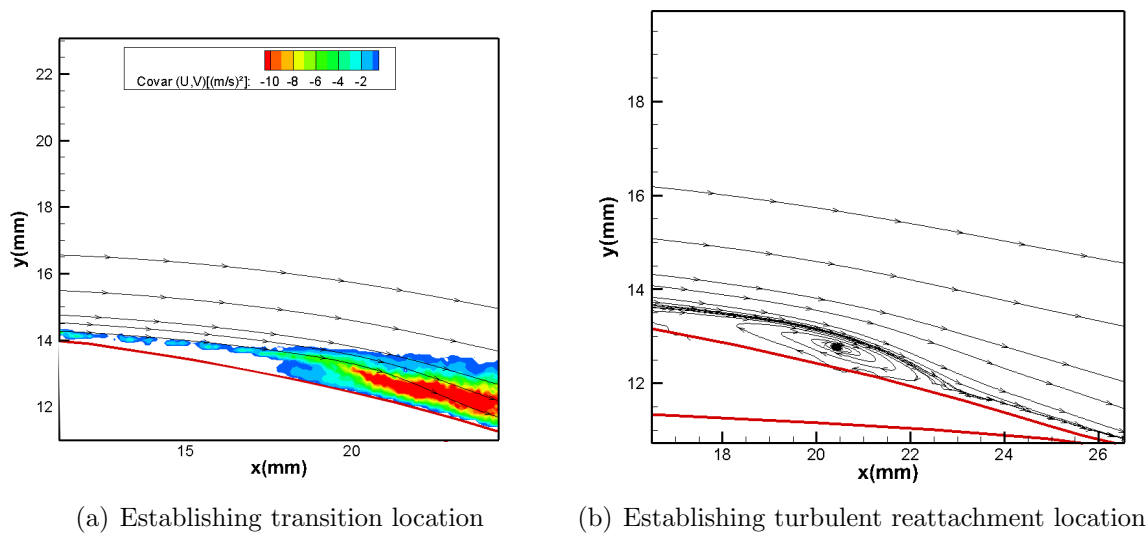 Covar (U,V)[(m/s)²]: -10 -8 -6 -4 -2
22
20
18
16
14
12
y(mm)
15 20
x(mm)
18
16
14
12
y(mm)
18 20 22 24 26
x(mm)
(a) Establishing transition location
(b) Establishing turbulent reattachment location